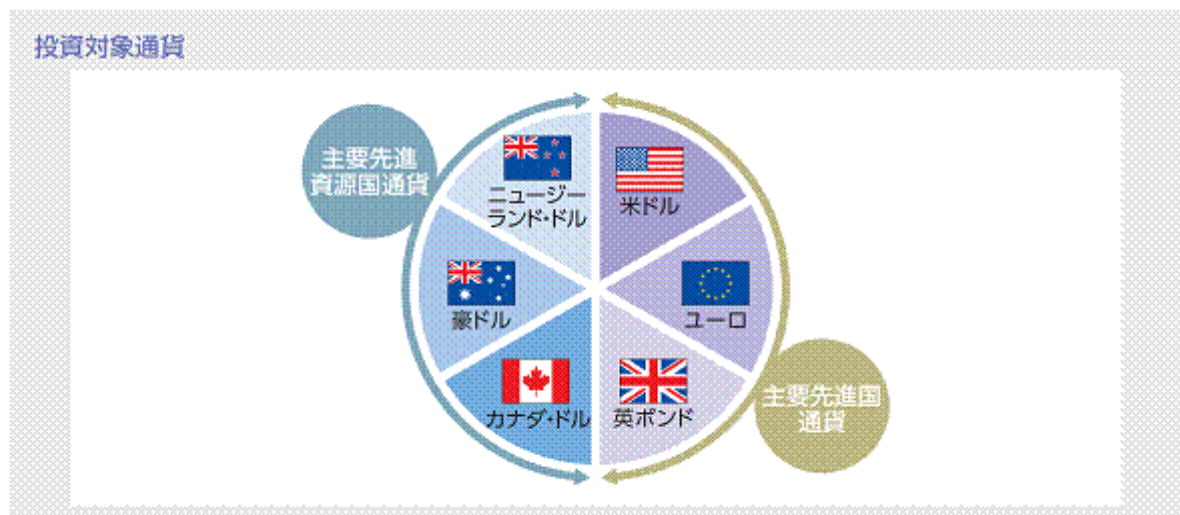 投資対象通貨
主要先進
資源国通貨
ニュージー
ランド・ドル
米ドル
豪ドル
ユーロ
カナダ・ドル
英ポンド
主要先進国
通貨